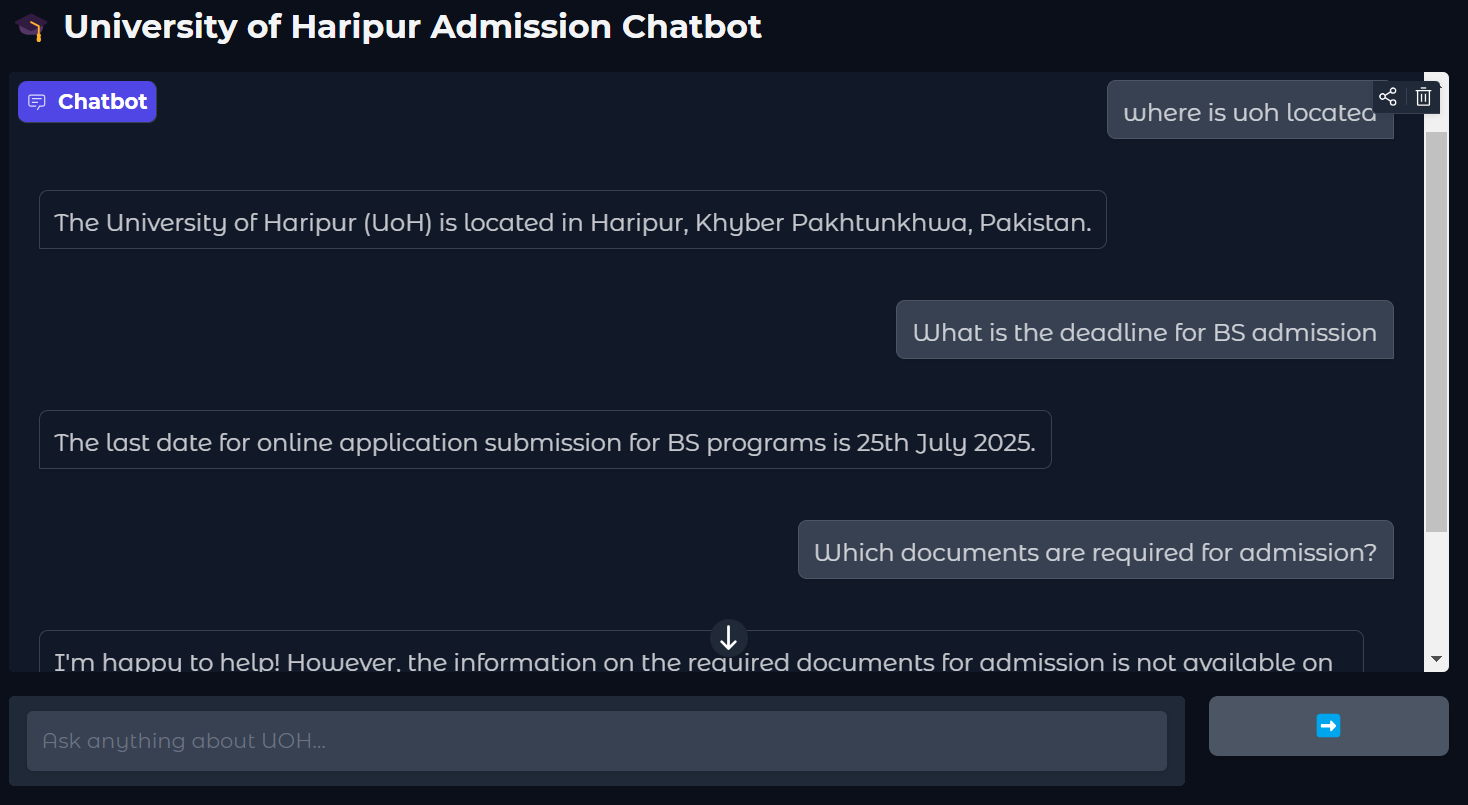 University of Haripur Admission Chatbot
Chatbot
where is uoh located
The University of Haripur (UoH) is located in Haripur, Khyber Pakhtunkhwa, Pakistan.
What is the deadline for BS admission
The last date for online application submission for BS programs is 25th July 2025.
Which documents are required for admission?
I'm happy to help! However, the information on the required documents for admission is not available on
Ask anything about UOH...